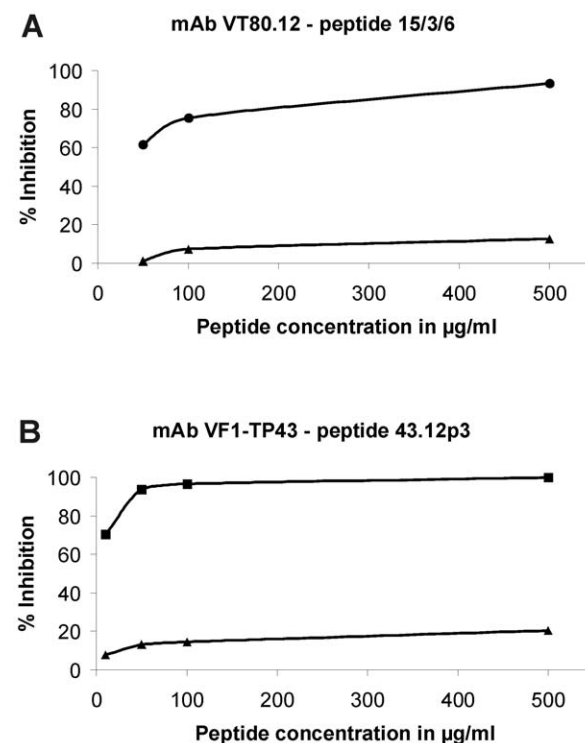 A
mAb VT80.12 - peptide 15/3/6
% Inhibition
100
80
60
40
20
0
0 100 200 300 400 500
Peptide concentration in µg/ml
B
mAb VF1-TP43 - peptide 43.12p3
% Inhibition
100
80
60
40
20
0
0 100 200 300 400 500
Peptide concentration in µg/ml